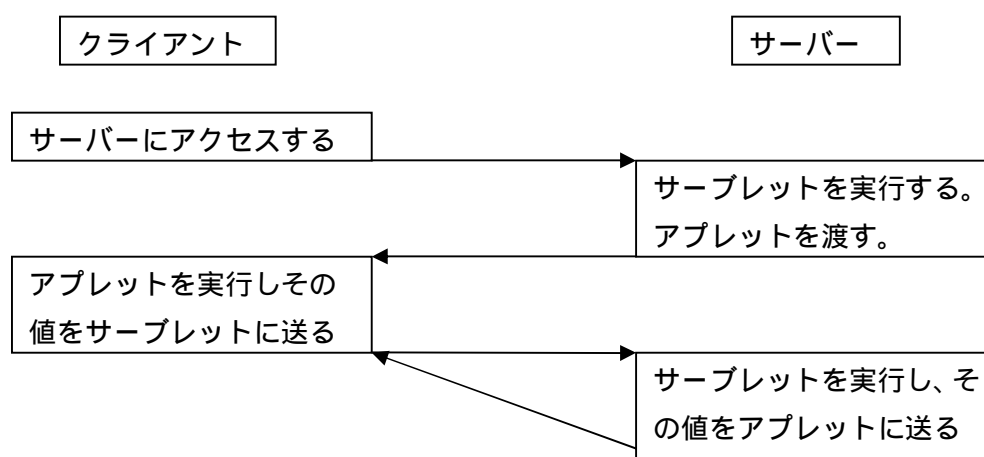 クライアント
サーバー
サーバーにアクセスする
サーブレットを実行する。
アプレットを渡す。
アプレットを実行しその
値をサーブレットに送る
サーブレットを実行し、そ
の値をアプレットに送る